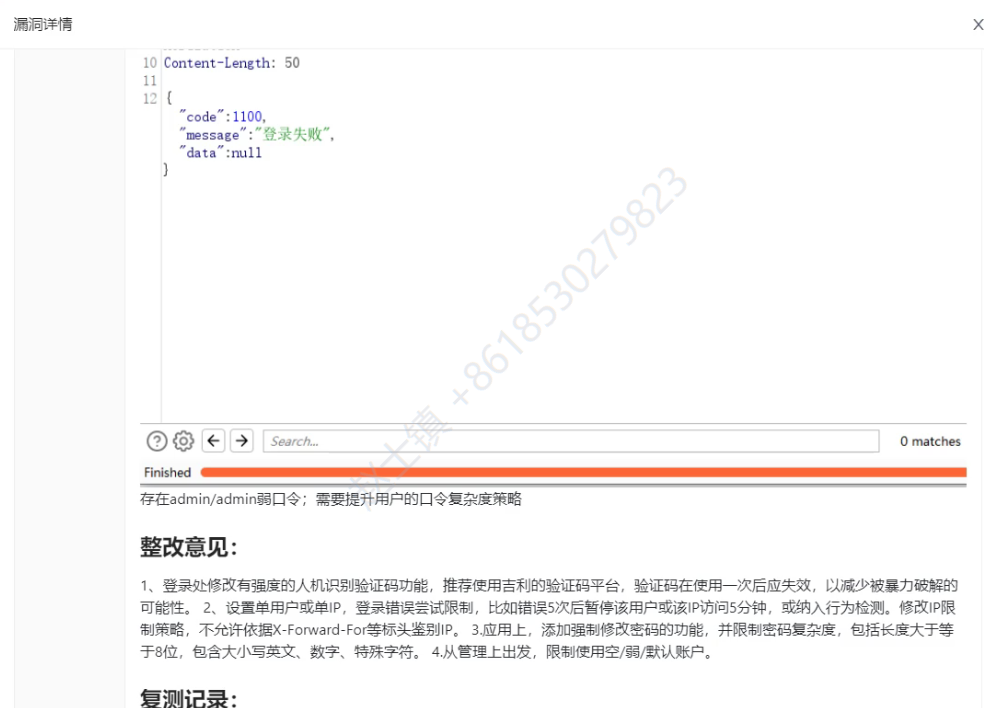 漏洞详情
X
10 Content-Length: 50
11
12 {
"code":1100,
"message":"登录失败",
"data":null
}
赵士镇 +8618530279823
Search...
0 matches
Finished
存在admin/admin弱口令；需要提升用户的口令复杂度策略
整改意见：
1、登录处修改有强度的人机识别验证码功能，推荐使用吉利的验证码平台，验证码在使用一次后应失效，以减少被暴力破解的
可能性。 2、设置单用户或单IP，登录错误尝试限制，比如错误5次后暂停该用户或该IP访问5分钟，或纳入行为检测。修改IP限
制策略，不允许依据X-Forward-For等标头鉴别IP。 3.应用上，添加强制修改密码的功能，并限制密码复杂度，包括长度大于等
于8位，包含大小写英文、数字、特殊字符。 4.从管理上出发，限制使用空/弱/默认账户。
复测记录：